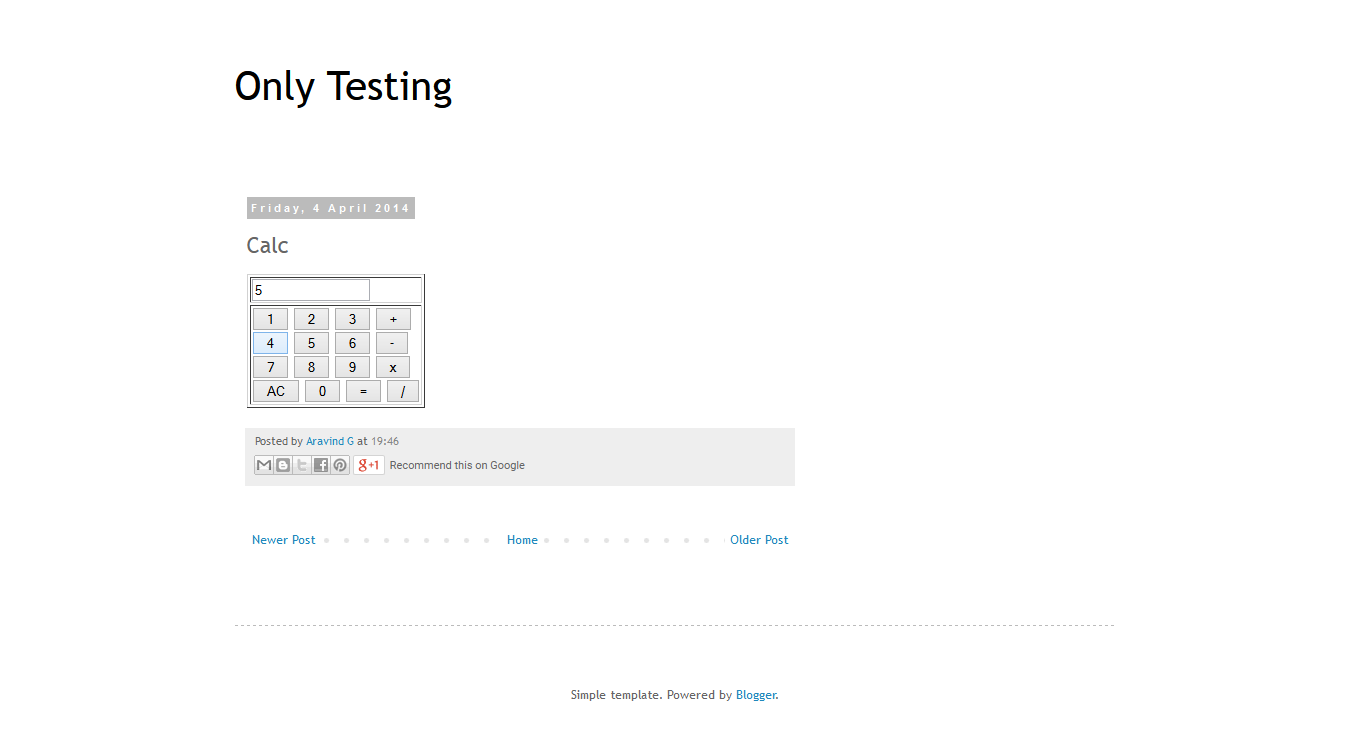 Only Testing
Friday, 4 April 2014
Calc
5
1 2 3 +
4 5 6 -
7 8 9 x
AC 0 = /
Posted by Aravind G at 19:46
g+1 Recommend this on Google
Newer Post Home Older Post
Simple template. Powered by Blogger.